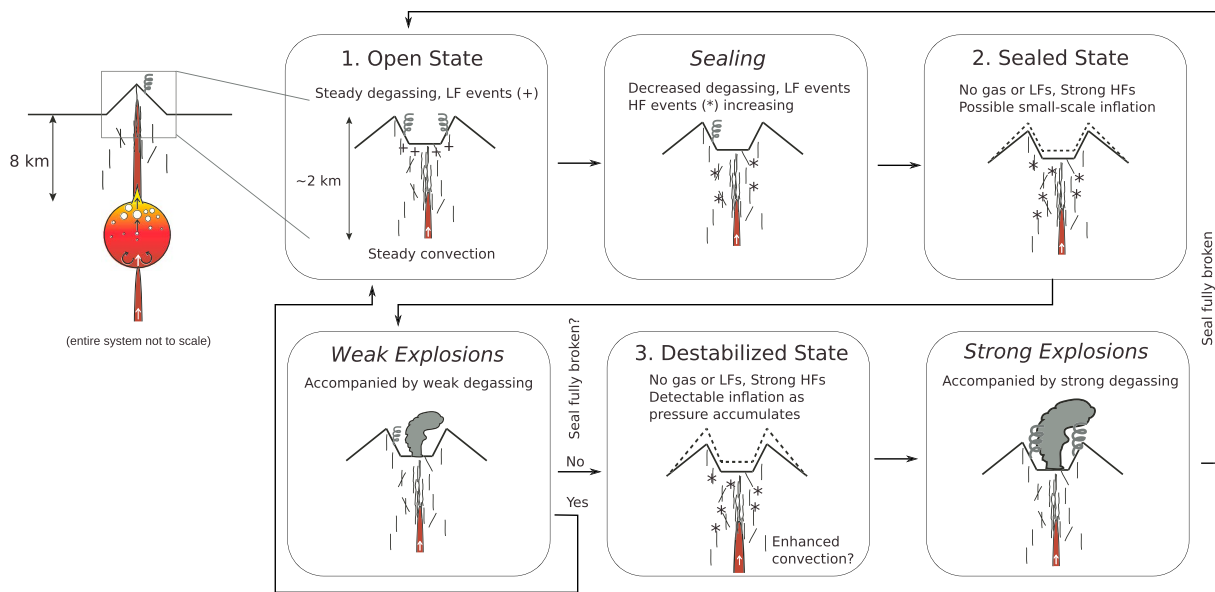 8 km
(entire system not to scale)
1. Open State
Steady degassing, LF events (+)
~2 km
Steady convection
Sealing
Decreased degassing, LF events
HF events (*) increasing
2. Sealed State
No gas or LFs, Strong HFs
Possible small-scale inflation
Weak Explosions
Accompanied by weak degassing
Seal fully broken?
No
Yes
3. Destabilized State
No gas or LFs, Strong HFs
Detectable inflation as
pressure accumulates
Enhanced
convection?
Strong Explosions
Accompanied by strong degassing
Seal fully broken